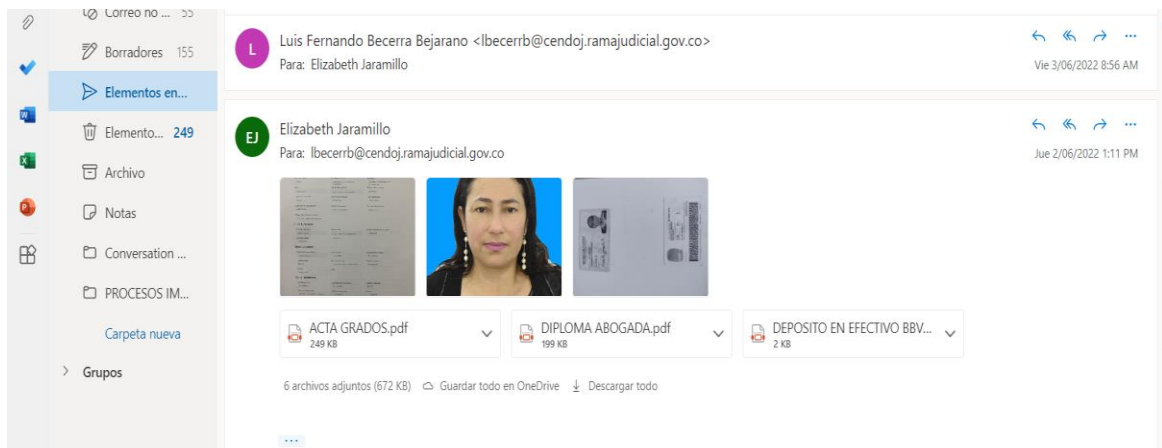 Correo no ... 55
Borradores 155
Elementos en...
Elemento... 249
Archivo
Notas
Conversation ...
PROCESOS IM...
Carpeta nueva
Grupos
L
Luis Fernando Becerra Bejarano <lbecerrb@cendoj.ramajudicial.gov.co>
Para: Elizabeth Jaramillo
Vie 3/06/2022 8:56 AM
EJ
Elizabeth Jaramillo
Para: lbecerrb@cendoj.ramajudicial.gov.co
Jue 2/06/2022 1:11 PM
ACTA GRADOS.pdf
249 KB
DIPLOMA ABOGADA.pdf
199 KB
DEPOSITO EN EFECTIVO BBV...
2 KB
6 archivos adjuntos (672 KB) Guardar todo en OneDrive Descargar todo
...